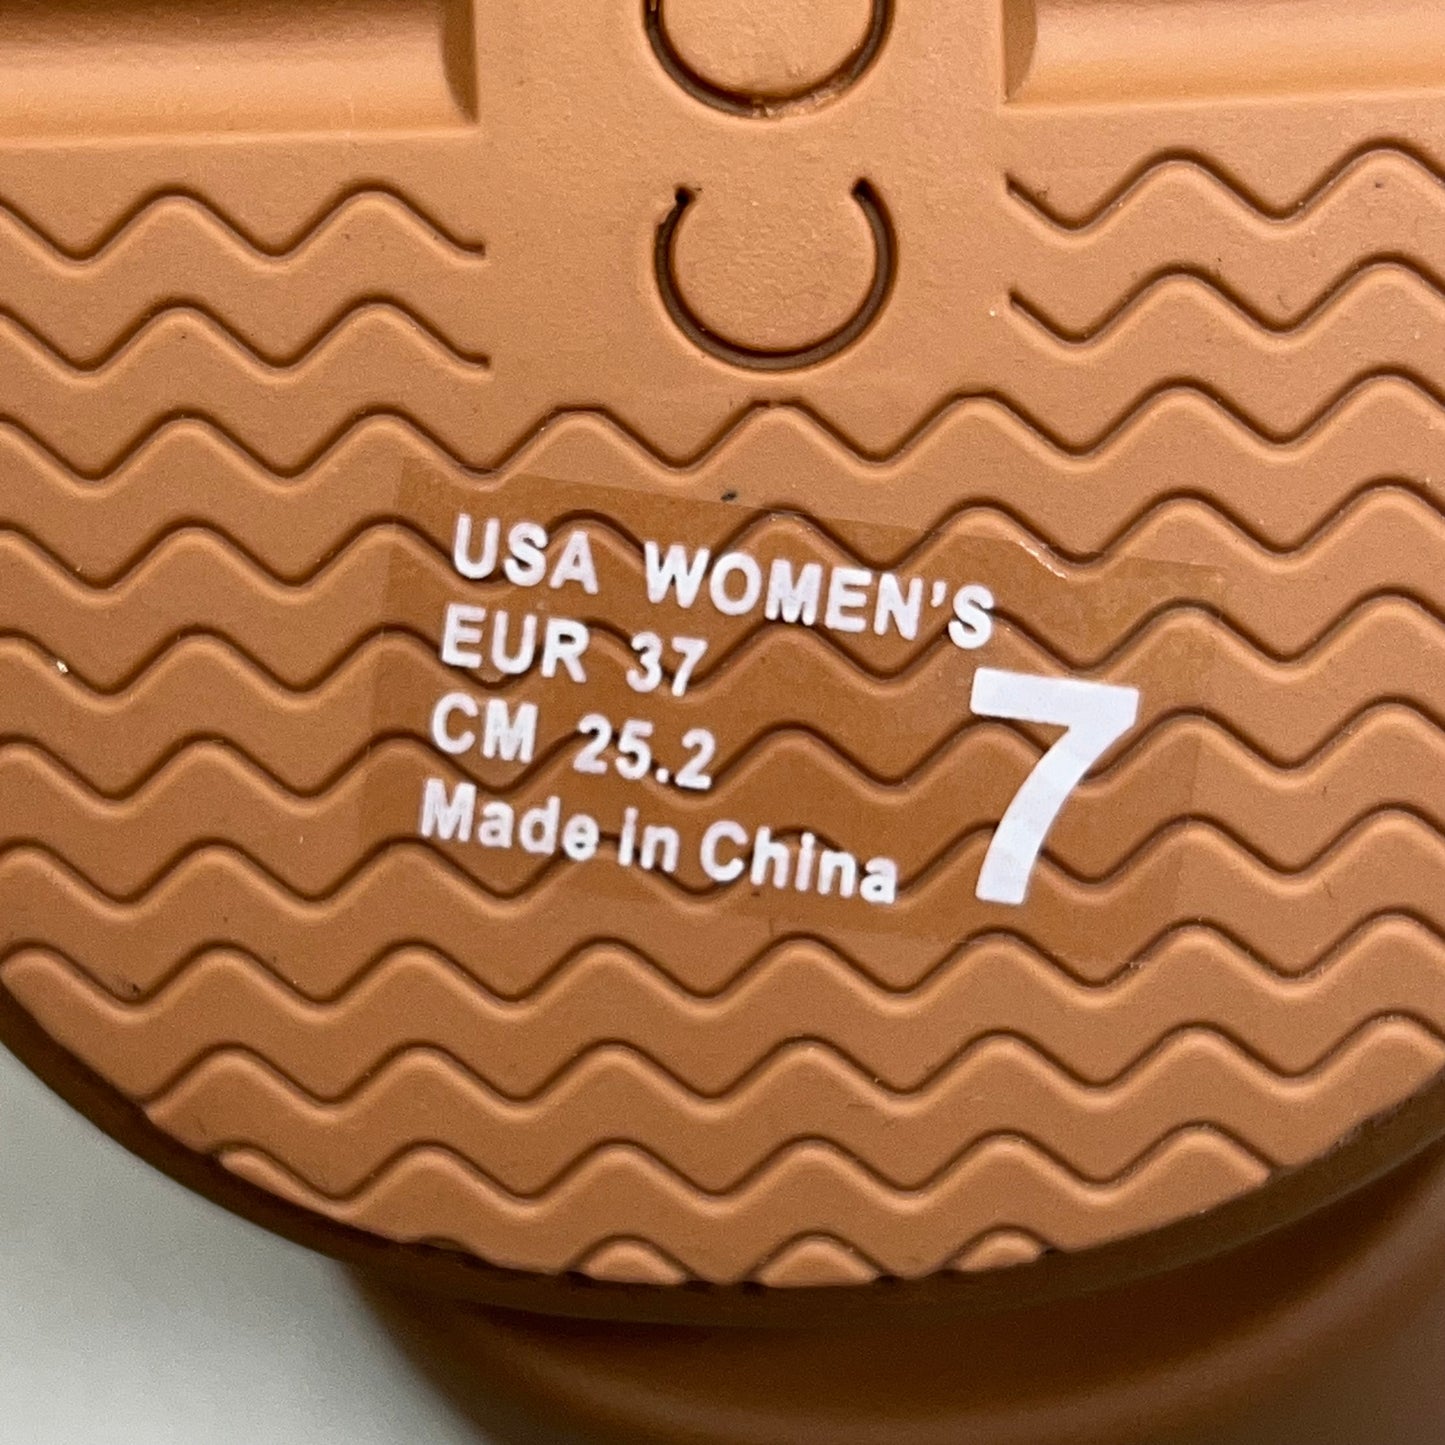 USA WOMEN'S
EUR 37
CM 25.2
Made in China
7